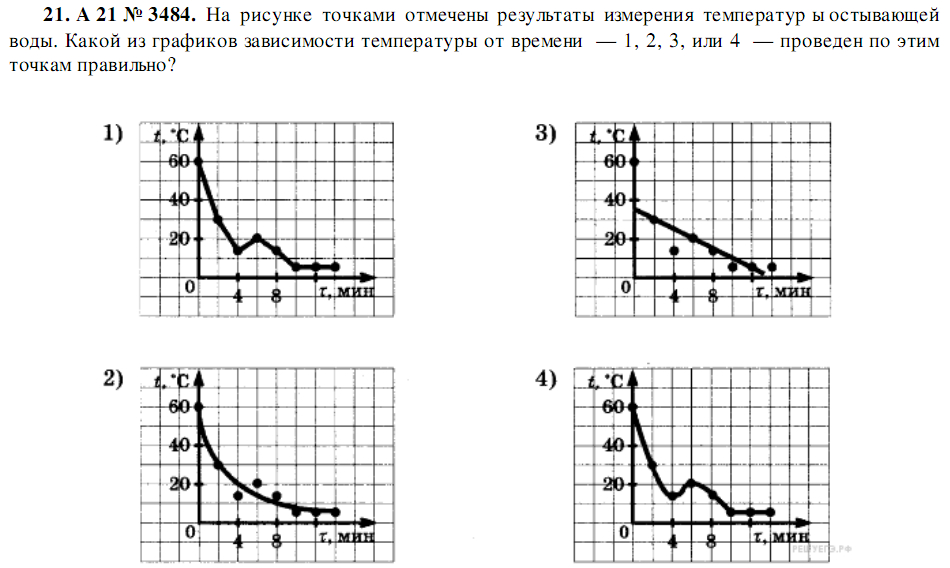 21. А 21 № 3484. На рисунке точками отмечены результаты измерения температур ы остывающей
воды. Какой из графиков зависимости температуры от времени — 1, 2, 3, или 4 — проведен по этим
точкам правильно?
1)
t, °C
60
40
20
0
4
8
τ, мин
3)
t, °C
60
40
20
0
4
8
τ, мин
2)
t, °C
60
40
20
0
4
8
τ, мин
4)
t, °C
60
40
20
0
4
8
τ, мин
РЕШУЕГЭ.РФ